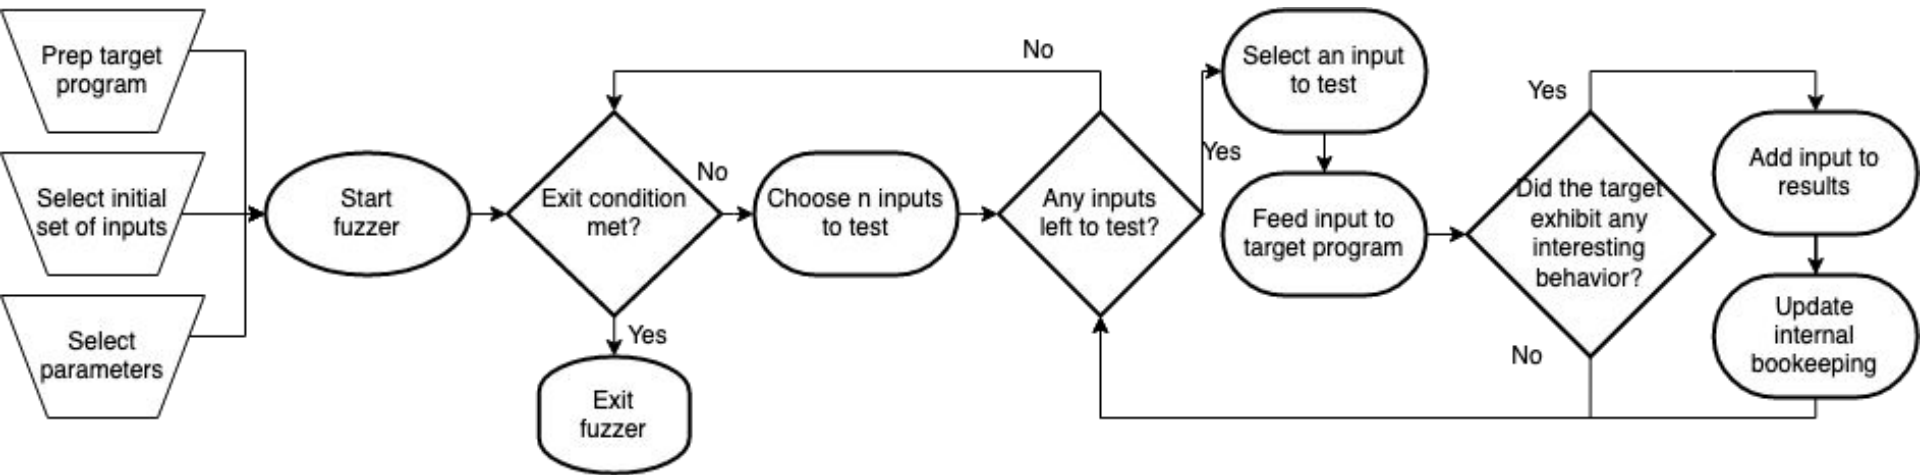 Prep target
program
Select initial
set of inputs
Select
parameters
Start
fuzzer
Exit condition
met?
No
Yes
Exit
fuzzer
Choose n inputs
to test
No
Any inputs
left to test?
Yes
Select an input
to test
Feed input to
target program
Yes
Did the target
exhibit any
interesting
behavior?
No
Add input to
results
Update
internal
bookeeping